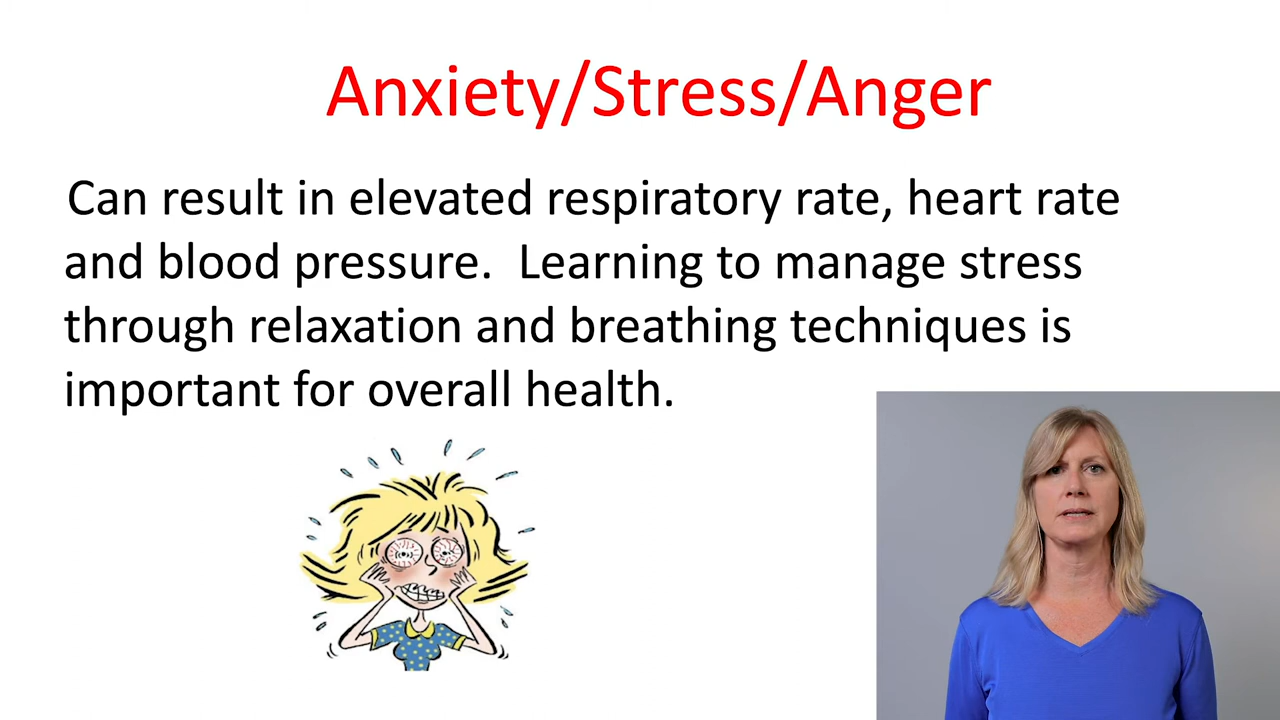 Anxiety/Stress/Anger
Can result in elevated respiratory rate, heart rate
and blood pressure.  Learning to manage stress
through relaxation and breathing techniques is
important for overall health.